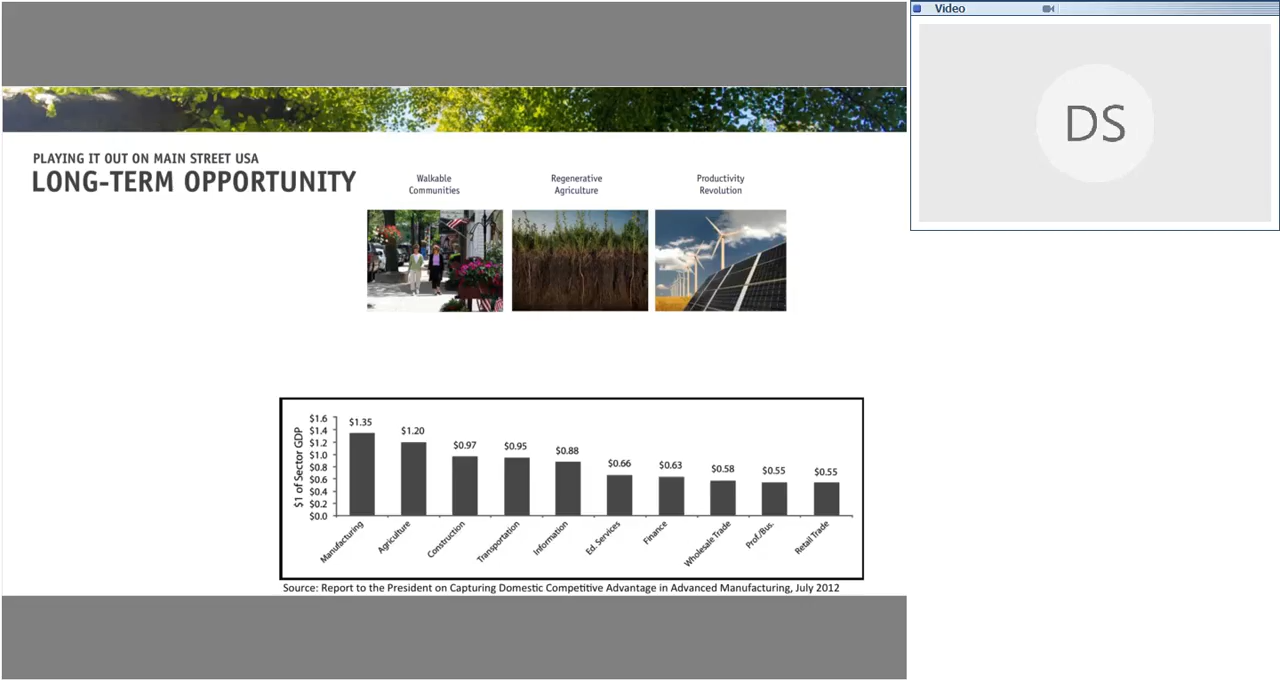 Video
DS
PLAYING IT OUT ON MAIN STREET USA
LONG-TERM OPPORTUNITY
Walkable
Communities
Regenerative
Agriculture
Productivity
Revolution
$1 of Sector GDP
$1.6
$1.4
$1.2
$1.0
$0.8
$0.6
$0.4
$0.2
$0.0
$1.35
$1.20
$0.97
$0.95
$0.88
$0.66
$0.63
$0.58
$0.55
$0.55
Manufacturing
Agriculture
Construction
Transportation
Information
Ed. Services
Finance
Wholesale Trade
Prof./Bus.
Retail Trade
Source: Report to the President on Capturing Domestic Competitive Advantage in Advanced Manufacturing, July 2012